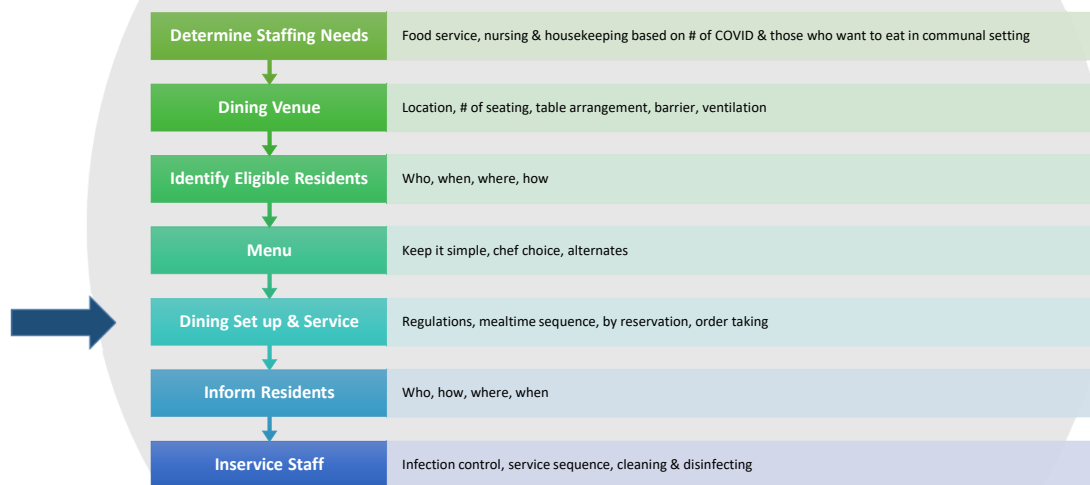 Determine Staffing Needs
Food service, nursing & housekeeping based on # of COVID & those who want to eat in communal setting
Dining Venue
Location, # of seating, table arrangement, barrier, ventilation
Identify Eligible Residents
Who, when, where, how
Menu
Keep it simple, chef choice, alternates
Dining Set up & Service
Regulations, mealtime sequence, by reservation, order taking
Inform Residents
Who, how, where, when
Inservice Staff
Infection control, service sequence, cleaning & disinfecting